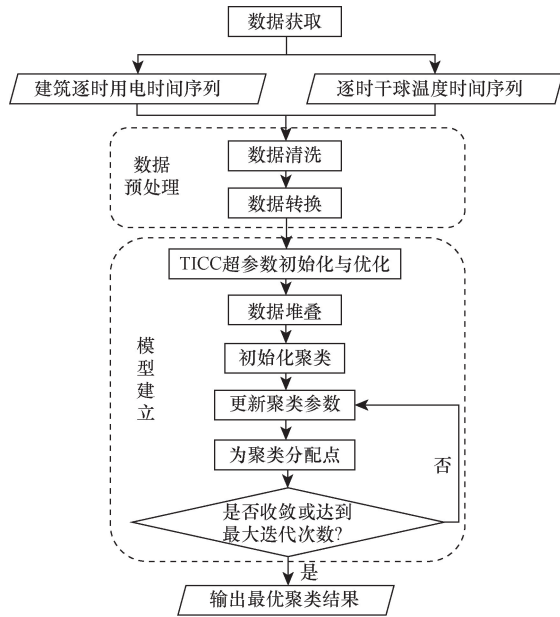 数据获取
建筑逐时用电时间序列
逐时干球温度时间序列
数据
预处理
数据清洗
数据转换
模
型
建
立
TICC超参数初始化与优化
数据堆叠
初始化聚类
更新聚类参数
为聚类分配点
是否收敛或达到
最大迭代次数?
否
是
输出最优聚类结果